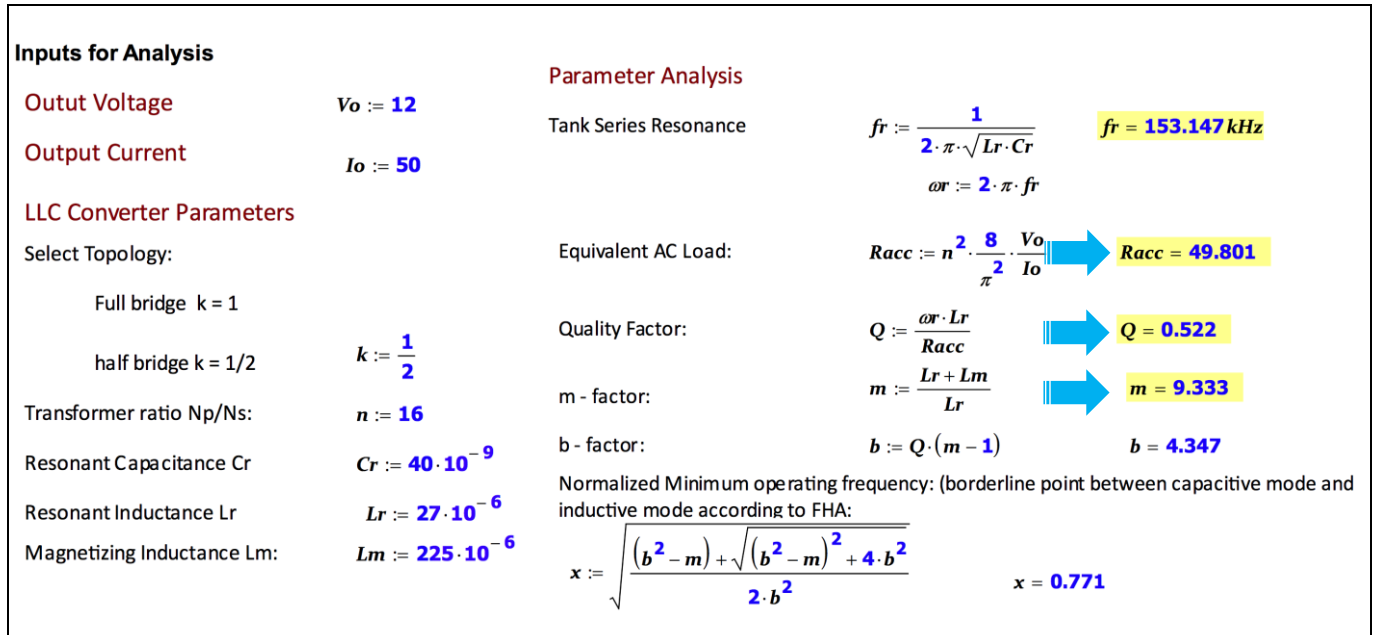 Inputs for Analysis
Outut Voltage Vo := 12
Output Current Io := 50
LLC Converter Parameters
Select Topology:
Full bridge k = 1
half bridge k = 1/2 k := 1/2
Transformer ratio Np/Ns: n := 16
Resonant Capacitance Cr Cr := 40·10^-9
Resonant Inductance Lr Lr := 27·10^-6
Magnetizing Inductance Lm: Lm := 225·10^-6
Parameter Analysis
Tank Series Resonance fr := 1/(2·π·√(Lr·Cr)) fr = 153.147 kHz
ωr := 2·π·fr
Equivalent AC Load: Racc := n^2·8/π^2·Vo/Io Racc = 49.801
Quality Factor: Q := ωr·Lr/Racc Q = 0.522
m - factor: m := (Lr + Lm)/Lr m = 9.333
b - factor: b := Q·(m − 1) b = 4.347
Normalized Minimum operating frequency: (borderline point between capacitive mode and
inductive mode according to FHA:
x := √(((b^2 − m) + √((b^2 − m)^2 + 4·b^2))/(2·b^2)) x = 0.771